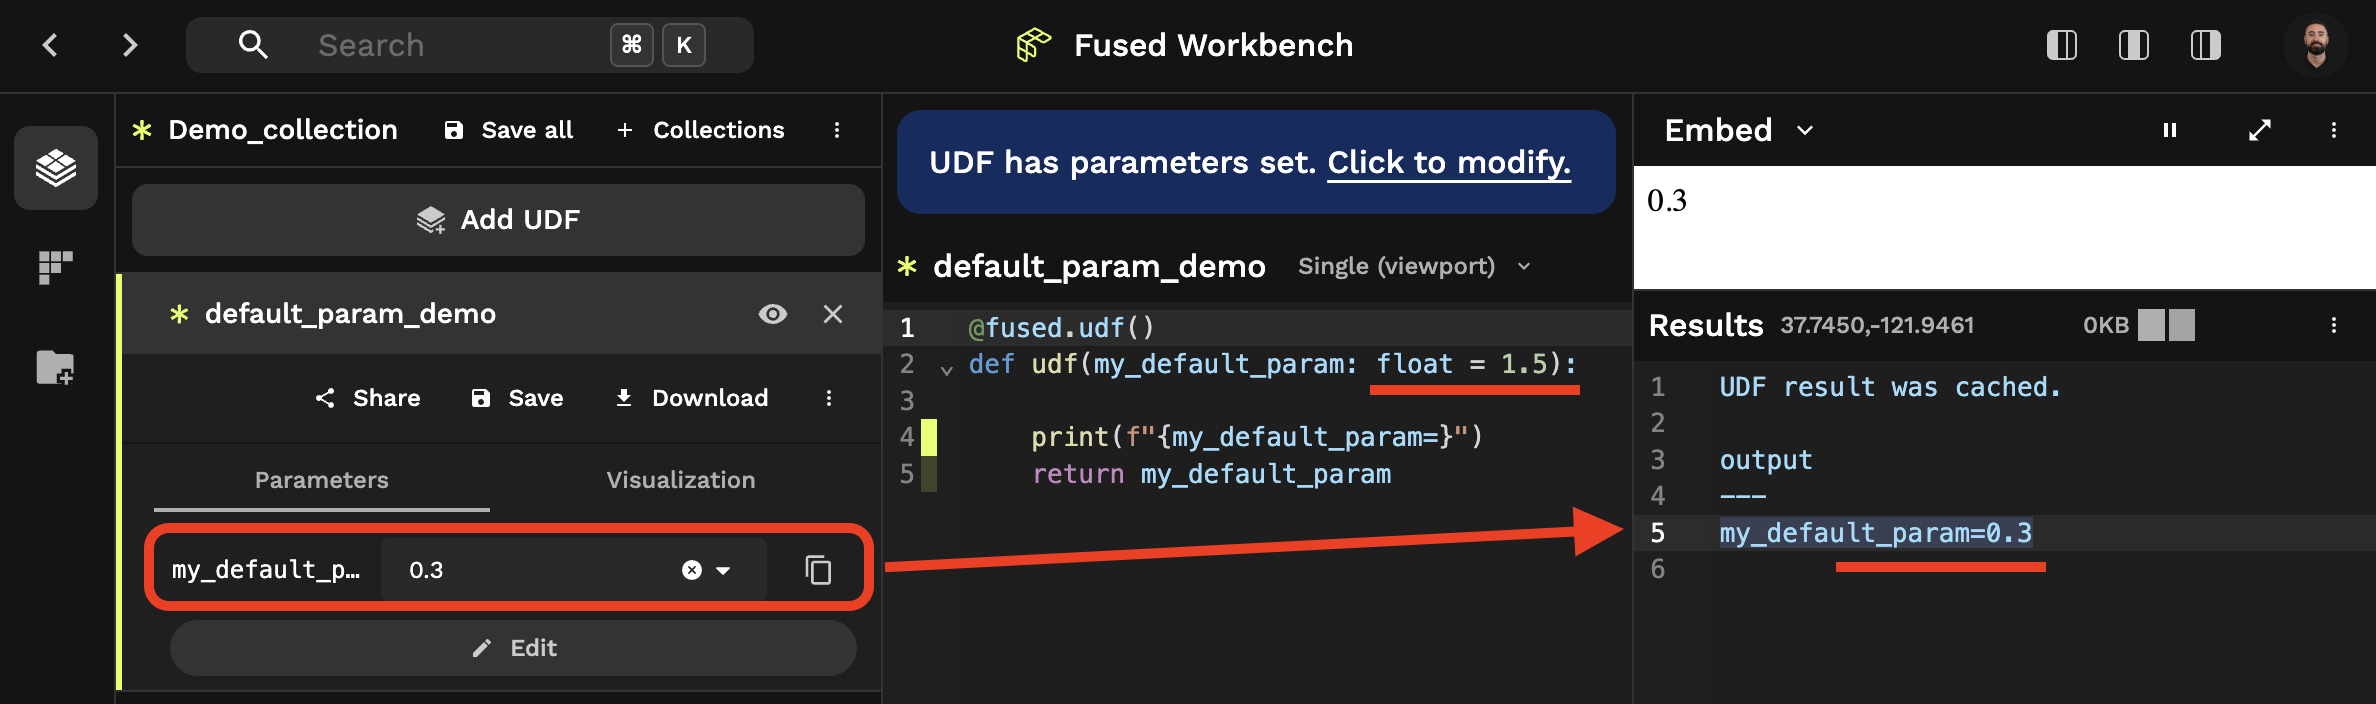 Search
⌘ K
Fused Workbench
Demo_collection
Save all
+ Collections
Add UDF
default_param_demo
Share
Save
Download
Parameters
Visualization
my_default_p...
0.3
Edit
UDF has parameters set. Click to modify.
default_param_demo
Single (viewport)
1 @fused.udf()
2 def udf(my_default_param: float = 1.5):
3
4 print(f"{my_default_param=}")
5 return my_default_param
Embed
0.3
Results
37.7450,-121.9461
0KB
1 UDF result was cached.
2
3 output
4 ---
5 my_default_param=0.3
6